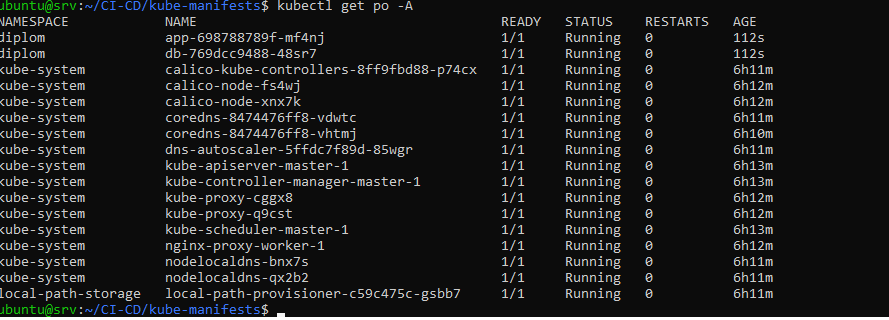 ubuntu@srv:~/CI-CD/kube-manifests$ kubectl get po -A
NAMESPACE NAME READY STATUS RESTARTS AGE
diplom app-698788789f-mf4nj 1/1 Running 0 112s
diplom db-769dcc9488-48sr7 1/1 Running 0 112s
kube-system calico-kube-controllers-8ff9fbd88-p74cx 1/1 Running 0 6h11m
kube-system calico-node-fs4wj 1/1 Running 0 6h12m
kube-system calico-node-xnx7k 1/1 Running 0 6h12m
kube-system coredns-8474476ff8-vdwtc 1/1 Running 0 6h11m
kube-system coredns-8474476ff8-vhtmj 1/1 Running 0 6h10m
kube-system dns-autoscaler-5ffdc7f89d-85wgr 1/1 Running 0 6h11m
kube-system kube-apiserver-master-1 1/1 Running 0 6h13m
kube-system kube-controller-manager-master-1 1/1 Running 0 6h13m
kube-system kube-proxy-cggx8 1/1 Running 0 6h12m
kube-system kube-proxy-q9cst 1/1 Running 0 6h12m
kube-system kube-scheduler-master-1 1/1 Running 0 6h13m
kube-system nginx-proxy-worker-1 1/1 Running 0 6h12m
kube-system nodelocaldns-bnx7s 1/1 Running 0 6h11m
kube-system nodelocaldns-qx2b2 1/1 Running 0 6h11m
local-path-storage local-path-provisioner-c59c475c-gsbb7 1/1 Running 0 6h11m
ubuntu@srv:~/CI-CD/kube-manifests$